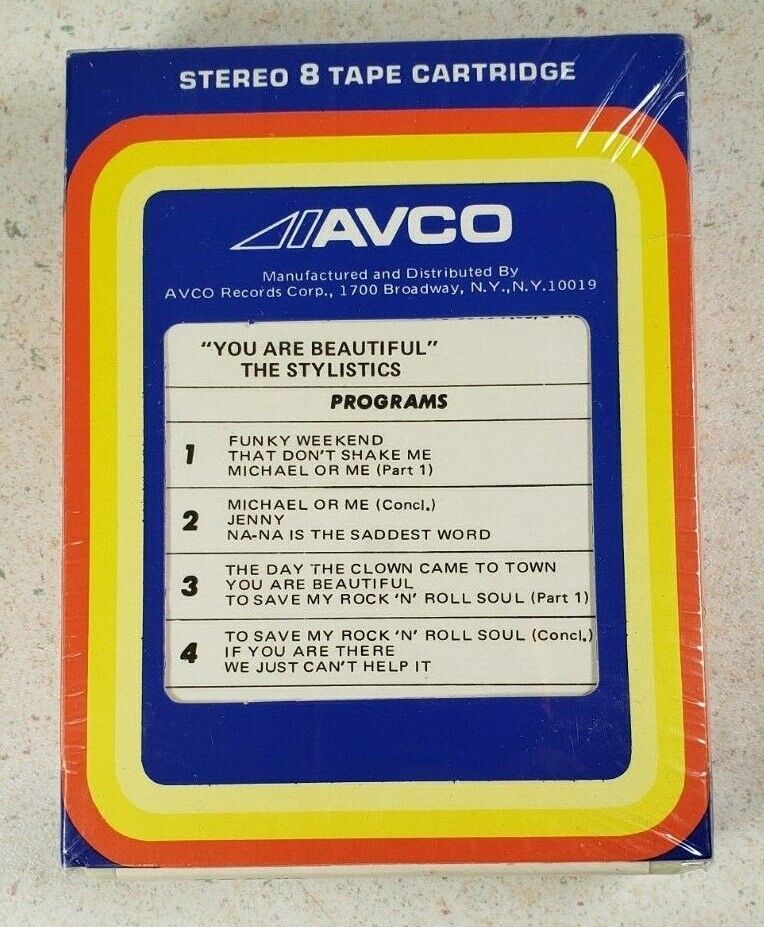 STEREO 8 TAPE CARTRIDGE
AVCO
Manufactured and Distributed By
AVCO Records Corp., 1700 Broadway, N.Y.,N.Y.10019
"YOU ARE BEAUTIFUL"
THE STYLISTICS
PROGRAMS
1
FUNKY WEEKEND
THAT DON'T SHAKE ME
MICHAEL OR ME (Part 1)
2
MICHAEL OR ME (Concl.)
JENNY
NA-NA IS THE SADDEST WORD
3
THE DAY THE CLOWN CAME TO TOWN
YOU ARE BEAUTIFUL
TO SAVE MY ROCK 'N' ROLL SOUL (Part 1)
4
TO SAVE MY ROCK 'N' ROLL SOUL (Concl.)
IF YOU ARE THERE
WE JUST CAN'T HELP IT